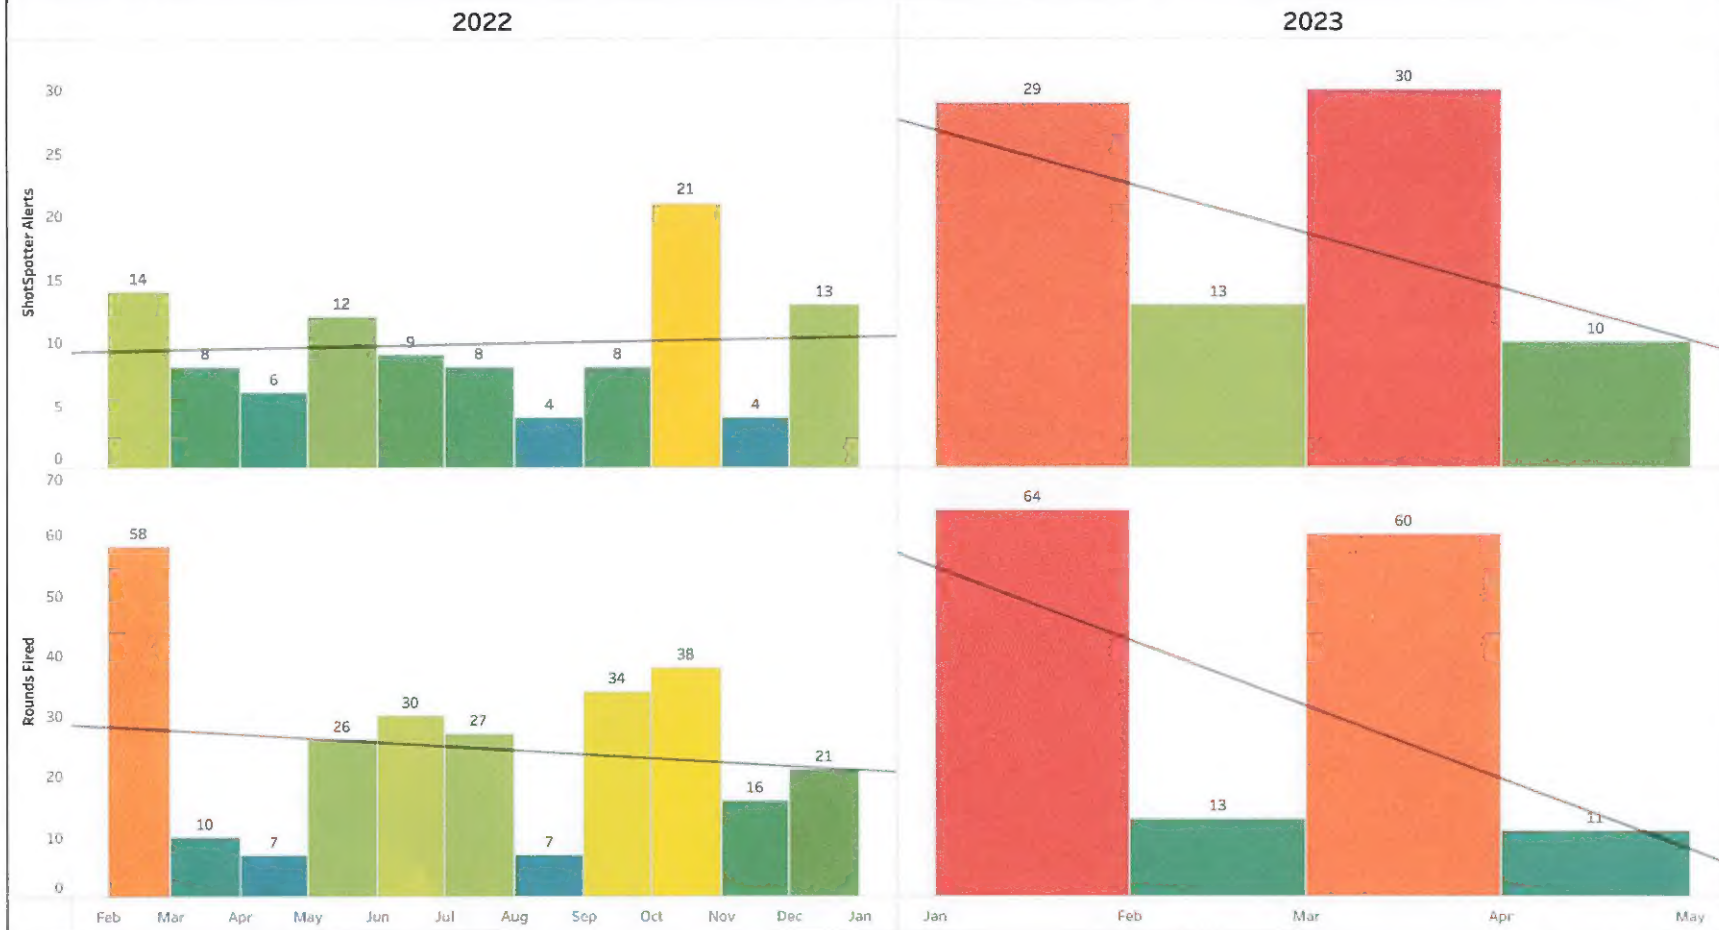 2022 2023
30
25
20
15
10
5
0
ShotSpotter Alerts
14 8 6 12 9 8 4 8 21 4 13
29 13 30 10
70
60
50
40
30
20
10
0
Rounds Fired
58 10 7 26 30 27 7 34 38 16 21
64 13 60 11
Feb Mar Apr May Jun Jul Aug Sep Oct Nov Dec Jan
Jan Feb Mar Apr May